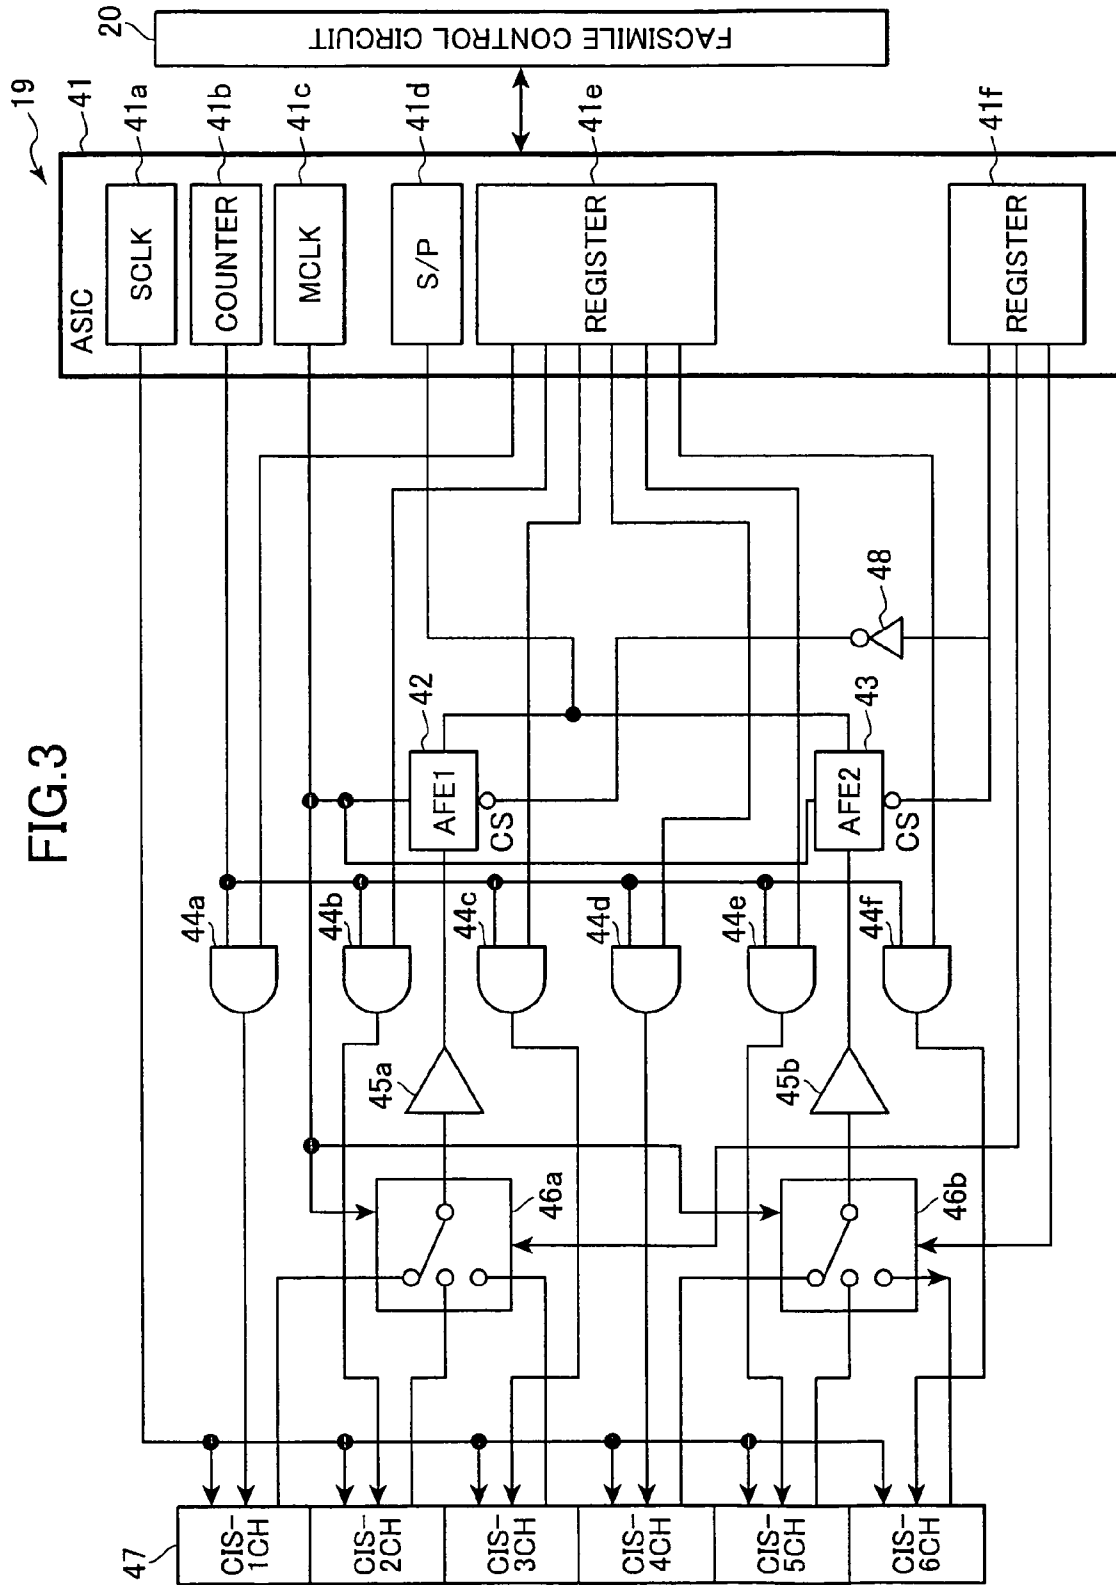 FIG.3
19
20
FACSIMILE CONTROL CIRCUIT
41
ASIC
SCLK
41a
COUNTER
41b
MCLK
41c
S/P
41d
REGISTER
41e
REGISTER
41f
42
AFE1
CS
43
AFE2
CS
48
44a
44b
44c
44d
44e
44f
45a
45b
46a
46b
47
CIS-
1CH
CIS-
2CH
CIS-
3CH
CIS-
4CH
CIS-
5CH
CIS-
6CH